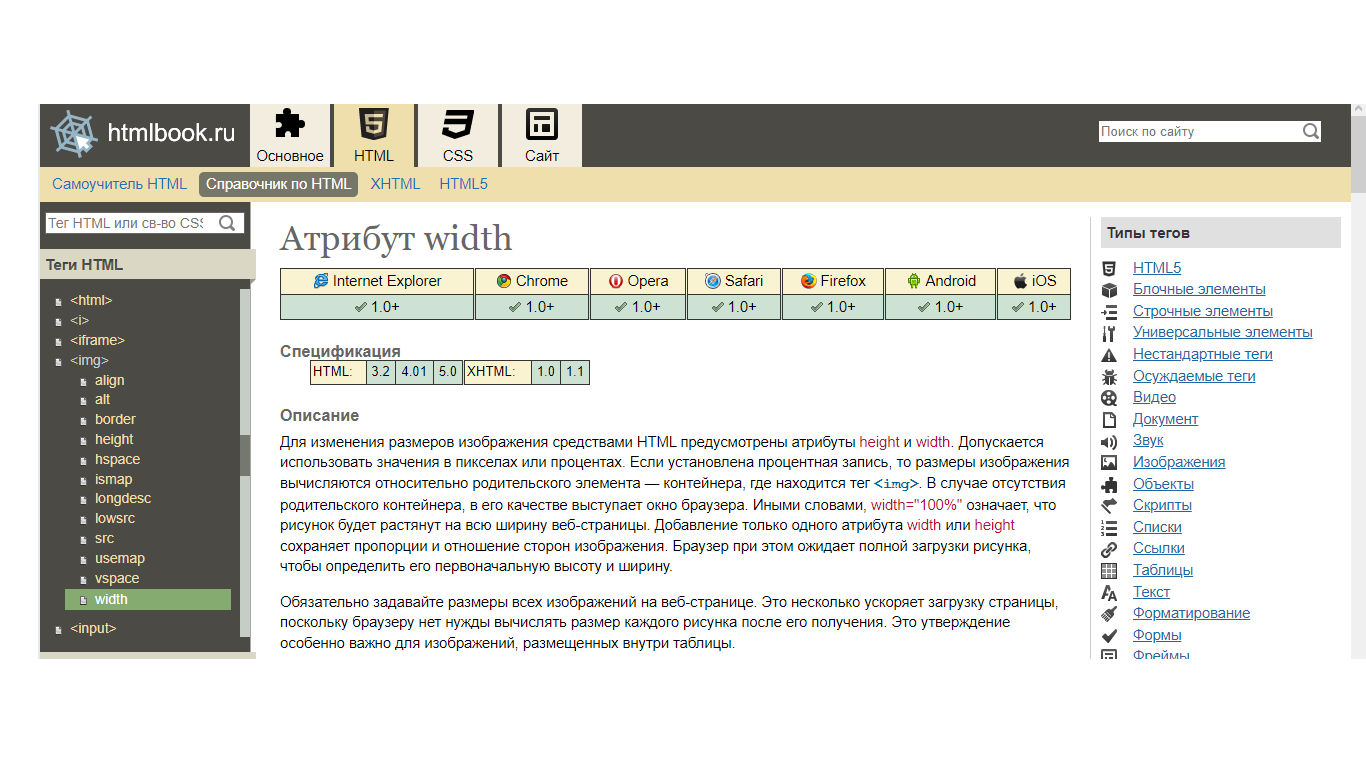 htmlbook.ru
Основное
HTML
CSS
Сайт
Поиск по сайту
Самоучитель HTML
Справочник по HTML
XHTML
HTML5
Тег HTML или св-во CSS
Теги HTML
<html>
<i>
<iframe>
<img>
align
alt
border
height
hspace
ismap
longdesc
lowsrc
src
usemap
vspace
width
<input>
Атрибут width
Internet Explorer Chrome Opera Safari Firefox Android iOS
1.0+ 1.0+ 1.0+ 1.0+ 1.0+ 1.0+ 1.0+
Спецификация
HTML: 3.2 4.01 5.0 XHTML: 1.0 1.1
Описание
Для изменения размеров изображения средствами HTML предусмотрены атрибуты height и width. Допускается
использовать значения в пикселах или процентах. Если установлена процентная запись, то размеры изображения
вычисляются относительно родительского элемента — контейнера, где находится тег <img>. В случае отсутствия
родительского контейнера, в его качестве выступает окно браузера. Иными словами, width="100%" означает, что
рисунок будет растянут на всю ширину веб-страницы. Добавление только одного атрибута width или height
сохраняет пропорции и отношение сторон изображения. Браузер при этом ожидает полной загрузки рисунка,
чтобы определить его первоначальную высоту и ширину.
Обязательно задавайте размеры всех изображений на веб-странице. Это несколько ускоряет загрузку страницы,
поскольку браузеру нет нужды вычислять размер каждого рисунка после его получения. Это утверждение
особенно важно для изображений, размещенных внутри таблицы.
Типы тегов
HTML5
Блочные элементы
Строчные элементы
Универсальные элементы
Нестандартные теги
Осуждаемые теги
Видео
Документ
Звук
Изображения
Объекты
Скрипты
Списки
Ссылки
Таблицы
Текст
Форматирование
Формы
Фреймы